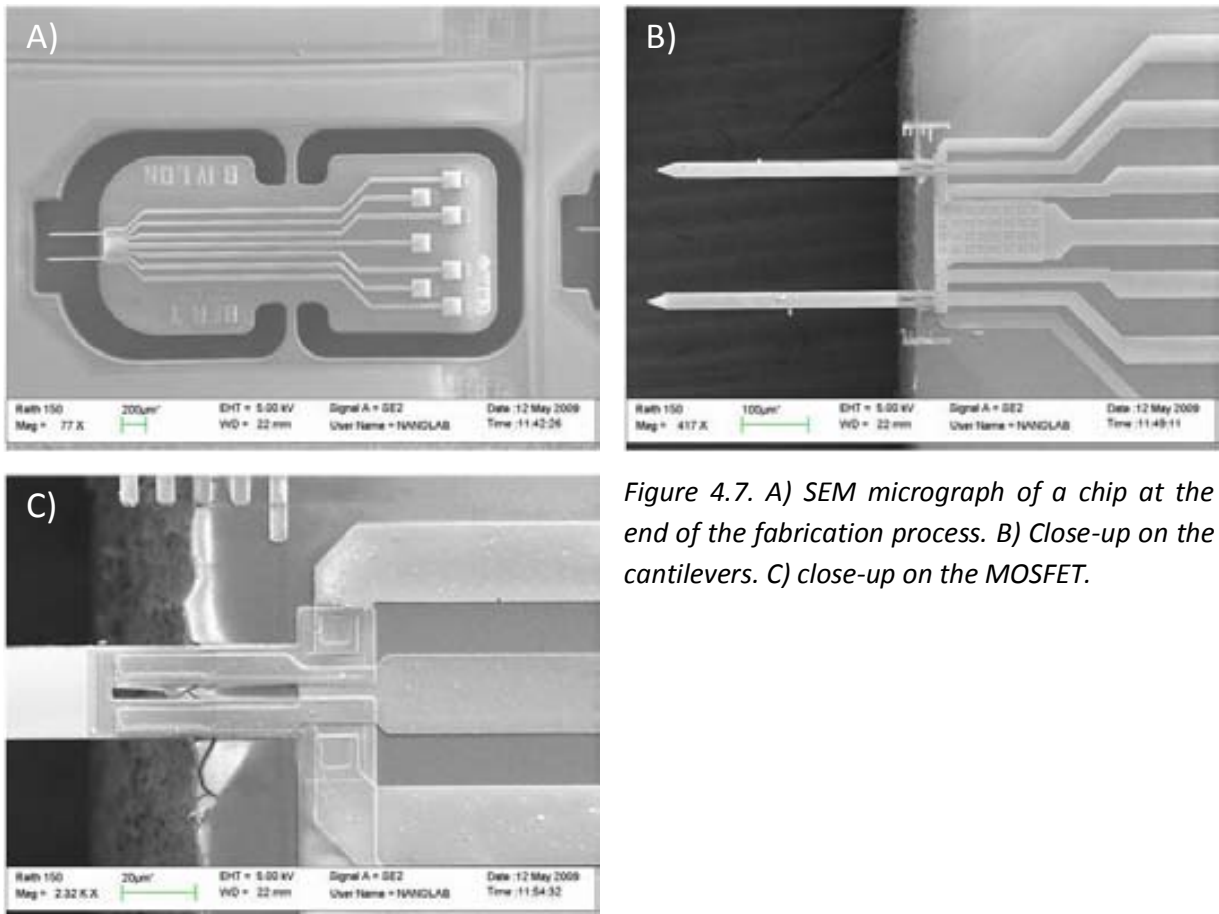 A)
Raith 150
Mag = 77 X
200µm*
EHT = 5.00 kV
WD = 22 mm
Signal A = SE2
User Name = NANOLAB
Date :12 May 2009
Time :11:42:26
B)
Raith 150
Mag = 417 X
100µm*
EHT = 5.00 kV
WD = 22 mm
Signal A = SE2
User Name = NANOLAB
Date :12 May 2009
Time :11:49:11
C)
Raith 150
Mag = 2.32 K X
20µm*
EHT = 5.00 kV
WD = 22 mm
Signal A = SE2
User Name = NANOLAB
Date :12 May 2009
Time :11:54:32
Figure 4.7. A) SEM micrograph of a chip at the
end of the fabrication process. B) Close-up on the
cantilevers. C) close-up on the MOSFET.